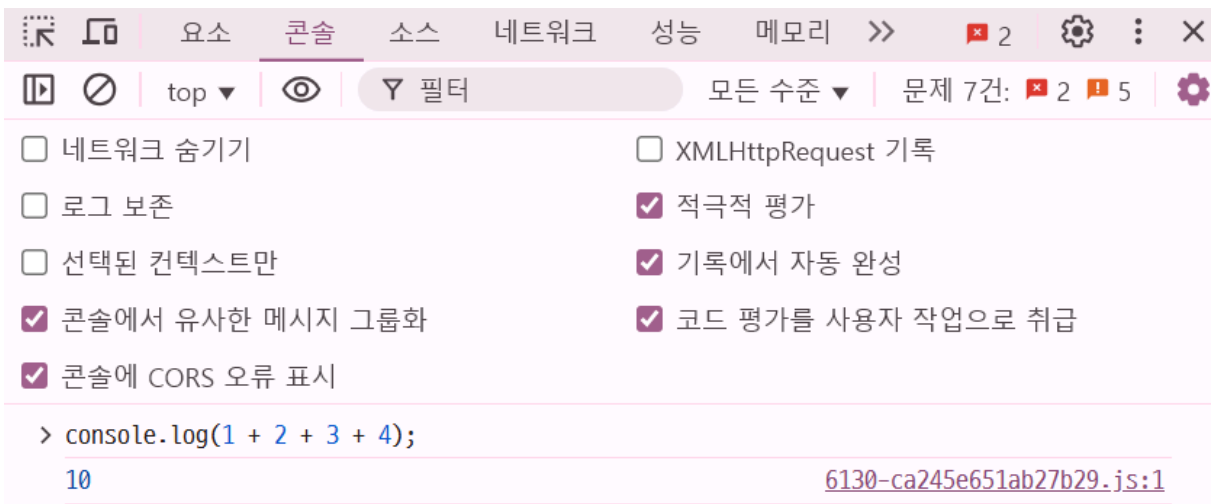 요소 콘솔 소스 네트워크 성능 메모리 2
top 필터 모든 수준 문제 7건: 2 5
네트워크 숨기기 XMLHttpRequest 기록
로그 보존 적극적 평가
선택된 컨텍스트만 기록에서 자동 완성
콘솔에서 유사한 메시지 그룹화 코드 평가를 사용자 작업으로 취급
콘솔에 CORS 오류 표시
> console.log(1 + 2 + 3 + 4);
10 6130-ca245e651ab27b29.js:1